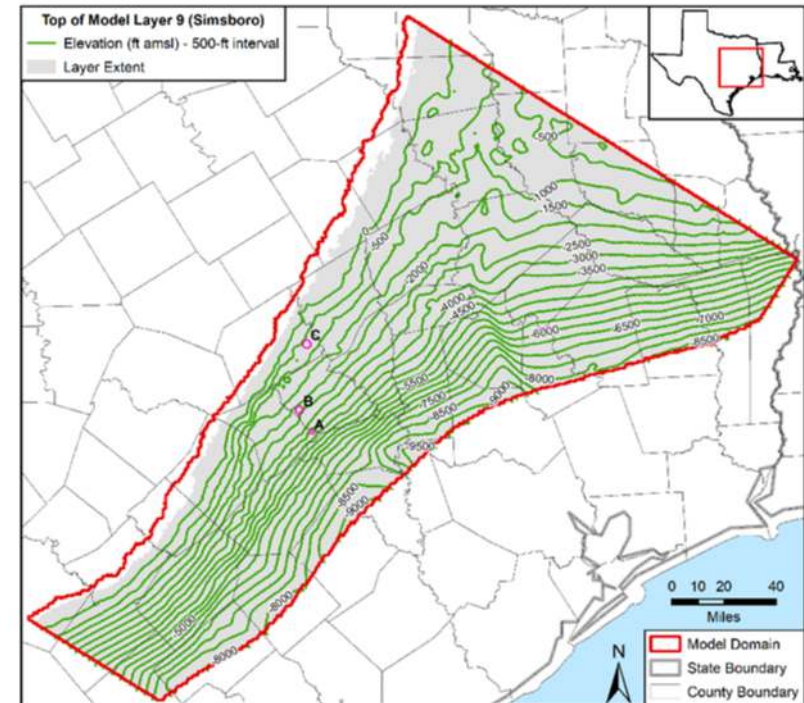 Top of Model Layer 9 (Simsboro)
Elevation (ft amsl) - 500-ft interval
Layer Extent
-500
-1000
-1500
0
-500
-2500
-2000
-3000
-3500
-4000
-4500
C
-6000
-6500
-7000
-8500
-5500
-8000
-7500
-9000
B
-8500
A
-9500
-8500
-9000
0 10 20 40
Miles
-8000
-5000
-8000
N
Model Domain
State Boundary
County Boundary